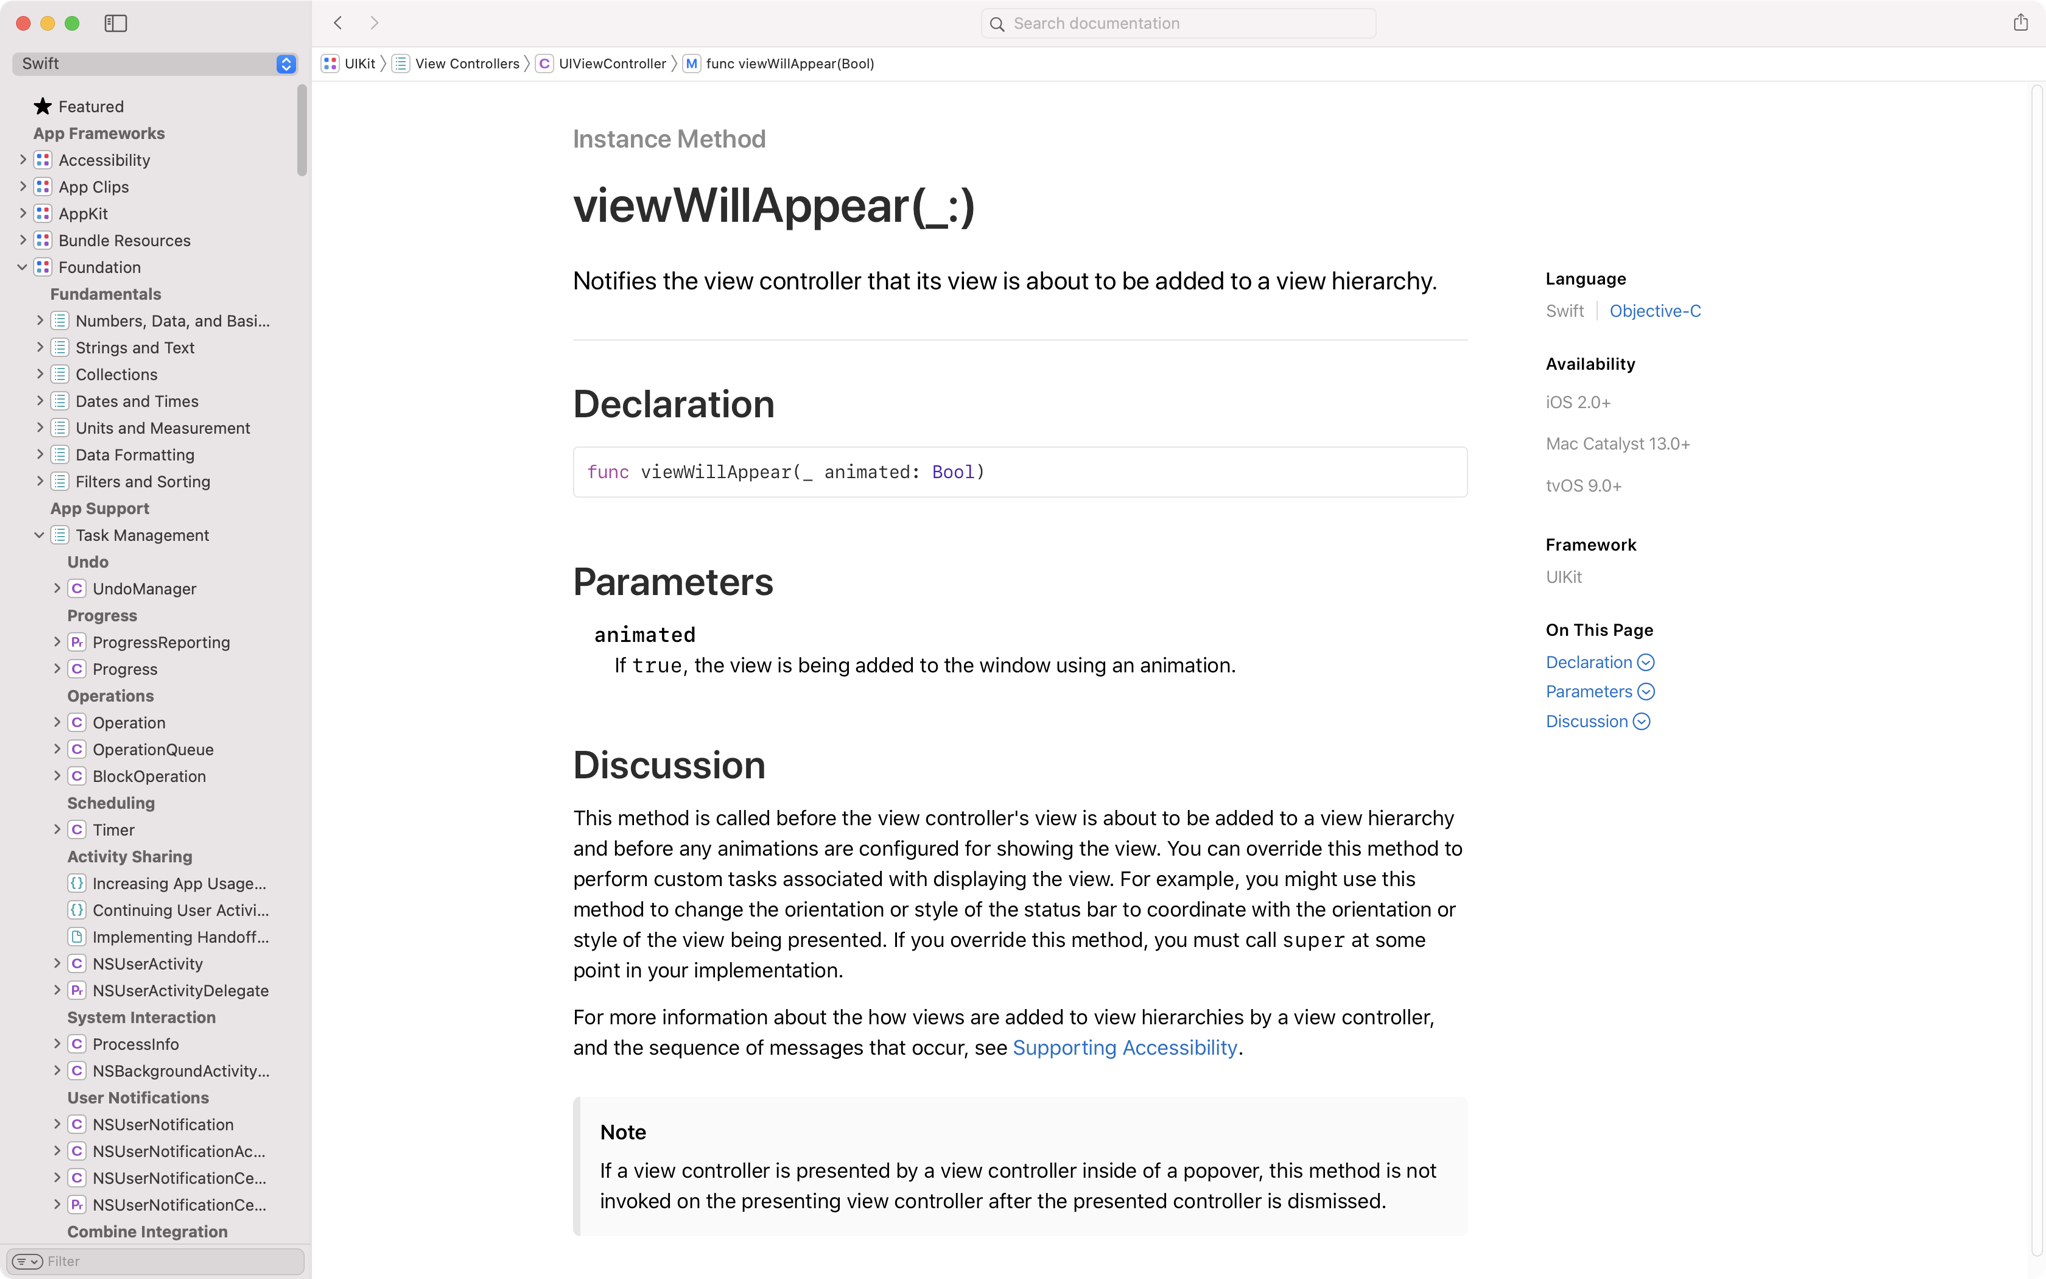 Search documentation
Swift
UIKit
View Controllers
C UIViewController
M func viewWillAppear(Bool)
Featured
App Frameworks
Accessibility
App Clips
AppKit
Bundle Resources
Foundation
Fundamentals
Numbers, Data, and Basi...
Strings and Text
Collections
Dates and Times
Units and Measurement
Data Formatting
Filters and Sorting
App Support
Task Management
Undo
C UndoManager
Progress
Pr ProgressReporting
C Progress
Operations
C Operation
C OperationQueue
C BlockOperation
Scheduling
C Timer
Activity Sharing
{} Increasing App Usage...
{} Continuing User Activi...
Implementing Handoff...
C NSUserActivity
Pr NSUserActivityDelegate
System Interaction
C ProcessInfo
C NSBackgroundActivity...
User Notifications
C NSUserNotification
C NSUserNotificationAc...
C NSUserNotificationCe...
Pr NSUserNotificationCe...
Combine Integration
Filter
Instance Method
viewWillAppear(_:)
Notifies the view controller that its view is about to be added to a view hierarchy.
Declaration
func viewWillAppear(_ animated: Bool)
Parameters
animated
If true, the view is being added to the window using an animation.
Discussion
This method is called before the view controller's view is about to be added to a view hierarchy
and before any animations are configured for showing the view. You can override this method to
perform custom tasks associated with displaying the view. For example, you might use this
method to change the orientation or style of the status bar to coordinate with the orientation or
style of the view being presented. If you override this method, you must call super at some
point in your implementation.
For more information about the how views are added to view hierarchies by a view controller,
and the sequence of messages that occur, see Supporting Accessibility.
Note
If a view controller is presented by a view controller inside of a popover, this method is not
invoked on the presenting view controller after the presented controller is dismissed.
Language
Swift
Objective-C
Availability
iOS 2.0+
Mac Catalyst 13.0+
tvOS 9.0+
Framework
UIKit
On This Page
Declaration
Parameters
Discussion